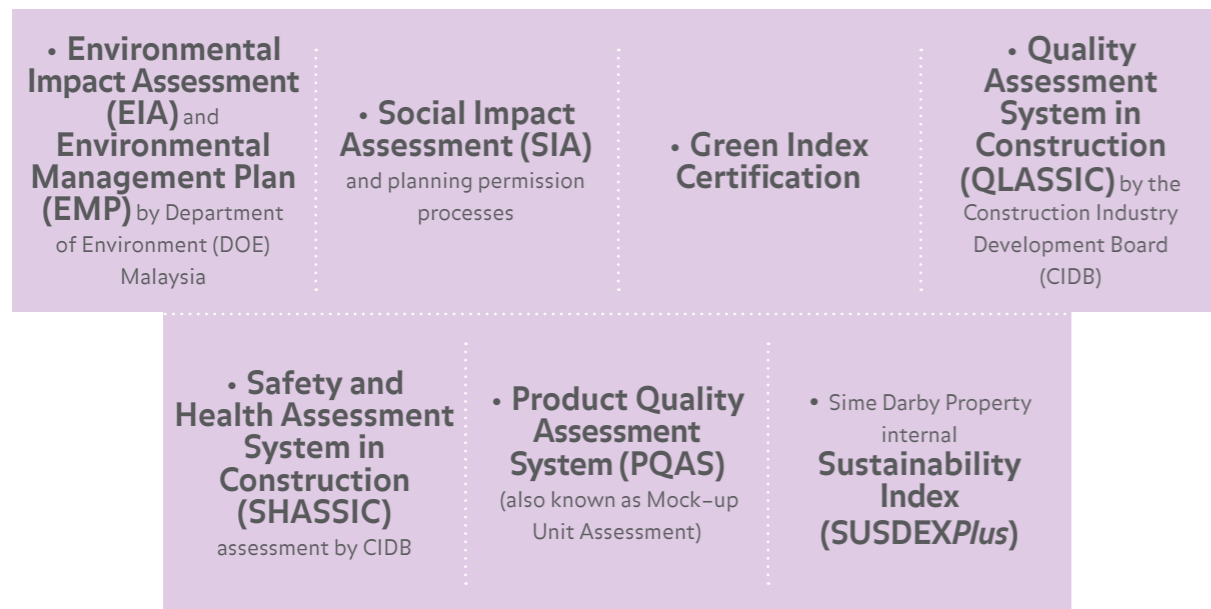 • Environmental
Impact Assessment
(EIA) and
Environmental
Management Plan
(EMP) by Department
of Environment (DOE)
Malaysia
• Social Impact
Assessment (SIA)
and planning permission
processes
• Green Index
Certification
• Quality
Assessment
System in
Construction
(QLASSIC) by the
Construction Industry
Development Board
(CIDB)
• Safety and
Health Assessment
System in
Construction
(SHASSIC)
assessment by CIDB
• Product Quality
Assessment
System (PQAS)
(also known as Mock-up
Unit Assessment)
• Sime Darby Property
internal
Sustainability
Index
(SUSDEXPlus)